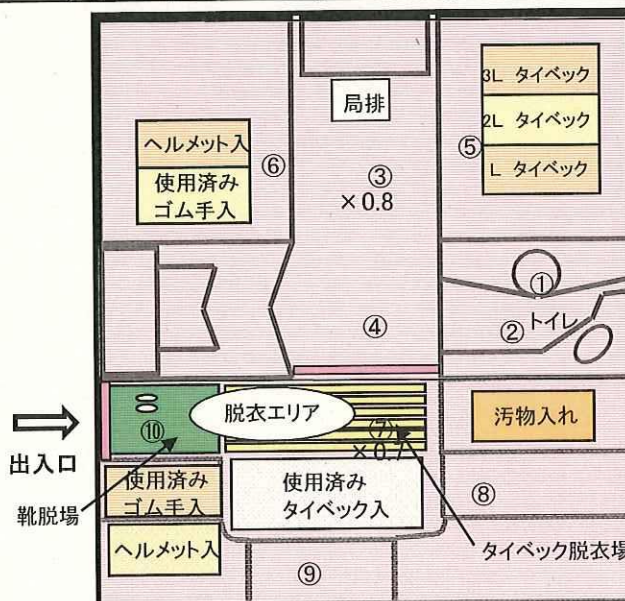 3L タイベック
2L タイベック
L タイベック
⑤
局排
ヘルメット入
使用済み
ゴム手入
⑥
③
×0.8
①
②
トイレ
④
出入口
靴脱場
⑩
脱衣エリア
⑦
×0.7
汚物入れ
使用済み
ゴム手入
使用済み
タイベック入
⑧
ヘルメット入
タイベック脱衣場
⑨